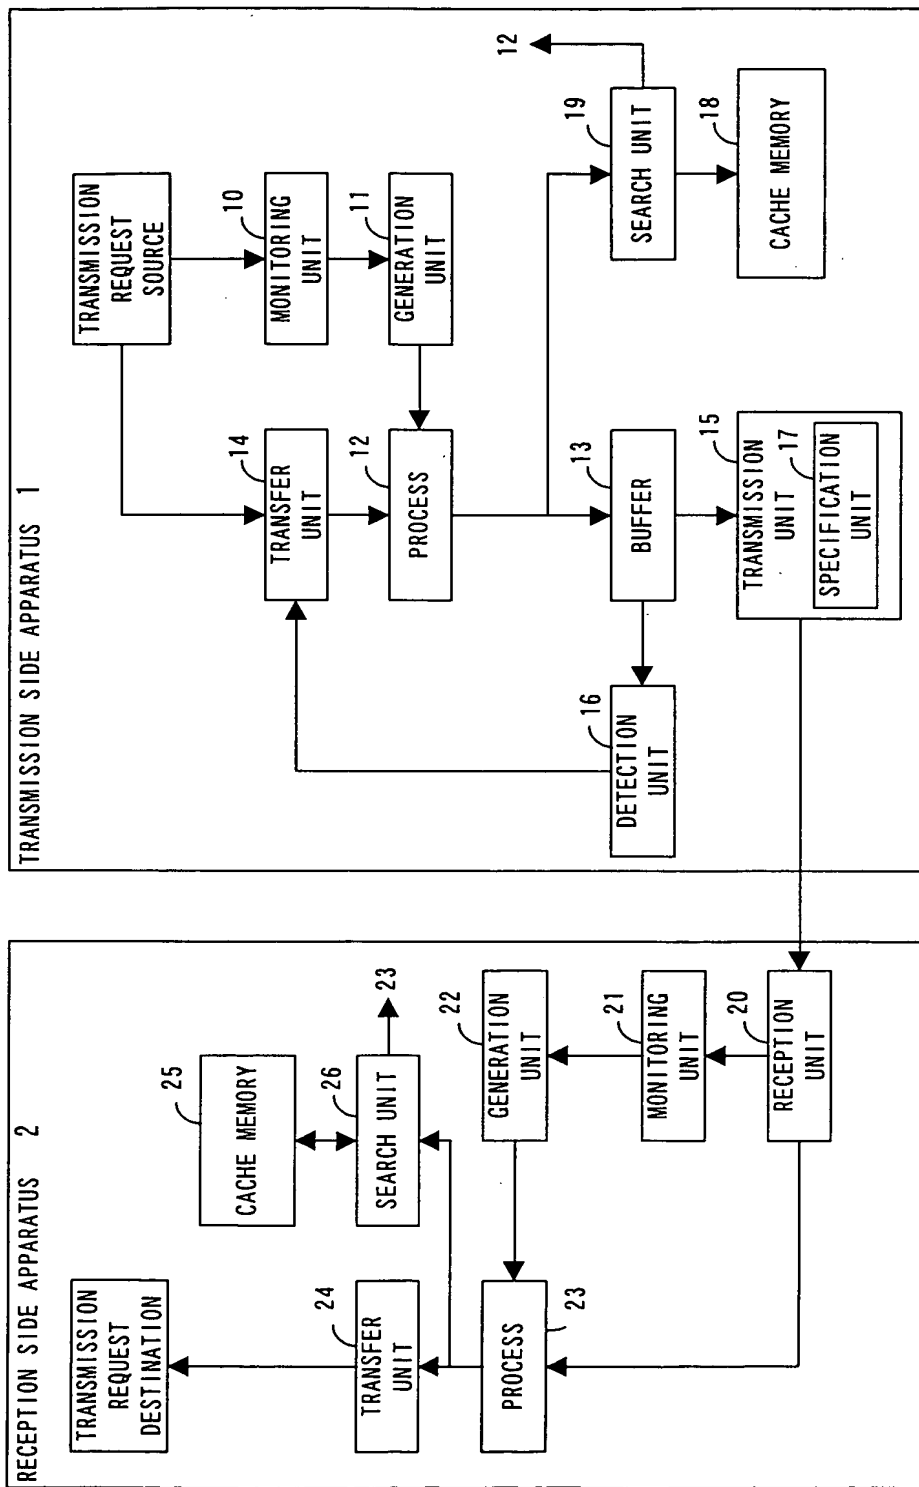 TRANSMISSION SIDE APPARATUS 1
TRANSMISSION
REQUEST
SOURCE
10
MONITORING
UNIT
11
GENERATION
UNIT
14
TRANSFER
UNIT
12
PROCESS
12
19
SEARCH UNIT
18
CACHE MEMORY
13
BUFFER
15
TRANSMISSION
UNIT
17
SPECIFICATION
UNIT
16
DETECTION
UNIT
RECEPTION SIDE APPARATUS 2
TRANSMISSION
REQUEST
DESTINATION
25
CACHE MEMORY
26
SEARCH UNIT
23
24
TRANSFER
UNIT
22
GENERATION
UNIT
PROCESS
23
21
MONITORING
UNIT
20
RECEPTION
UNIT